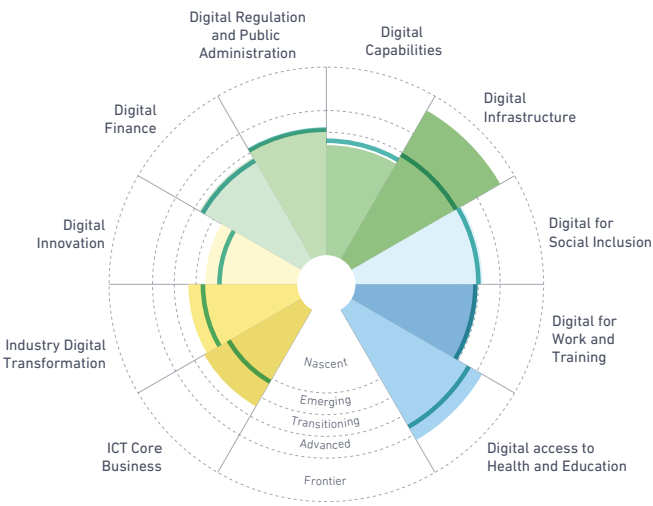 Digital Regulation
and Public
Administration
Digital
Capabilities
Digital
Infrastructure
Digital
Finance
Digital
Innovation
Digital for
Social Inclusion
Industry Digital
Transformation
Digital for
Work and
Training
ICT Core
Business
Digital access to
Health and Education
Nascent
Emerging
Transitioning
Advanced
Frontier